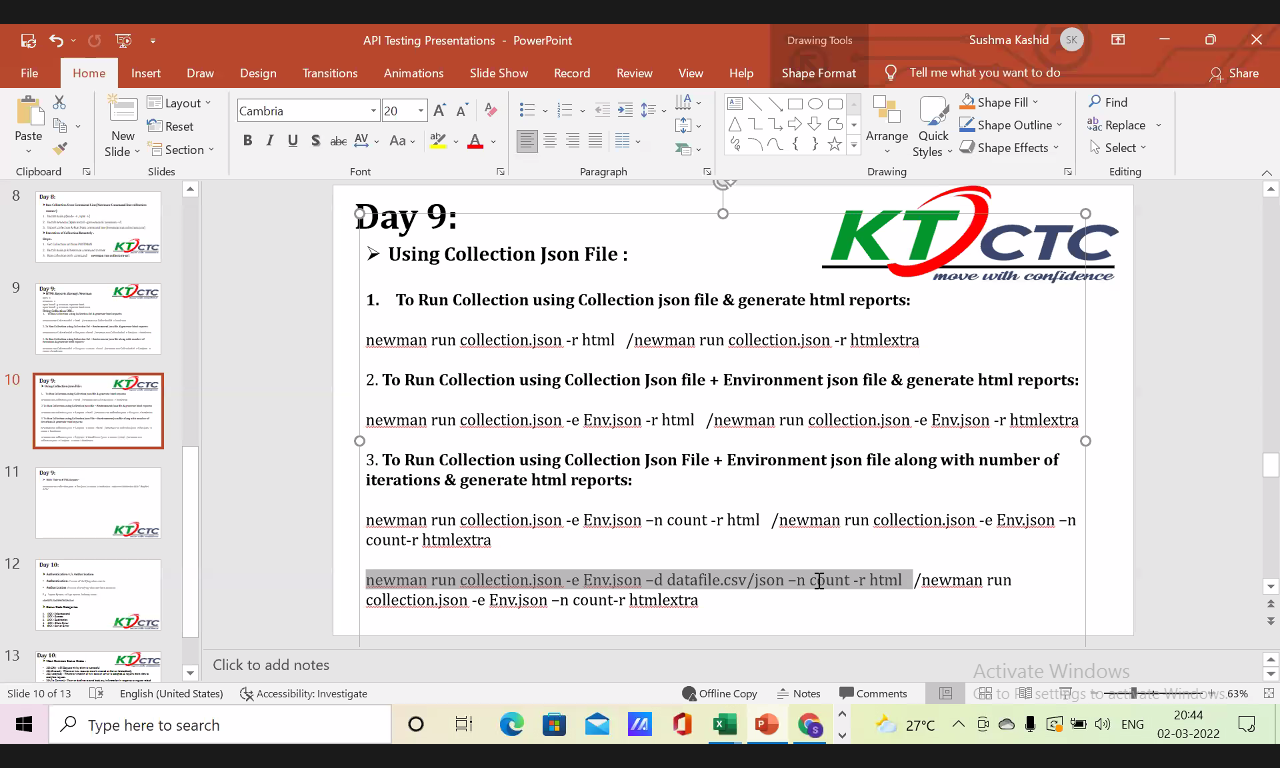 API Testing Presentations - PowerPoint
Drawing Tools
Sushma Kashid
SK
File
Home
Insert
Draw
Design
Transitions
Animations
Slide Show
Record
Review
View
Help
Shape Format
Tell me what you want to do
Share
Paste
New
Slide
Layout
Reset
Section
Cambria
20
B
I
U
S
abc
AV
Aa
A
Arrange
Quick
Styles
Shape Fill
Shape Outline
Shape Effects
Find
Replace
Select
Clipboard
Slides
Font
Paragraph
Drawing
Editing
8
9
10
11
12
13
Day 9:
KTCTC
move with confidence
Using Collection Json File :
1. To Run Collection using Collection json file & generate html reports:
newman run collection.json -r html /newman run collection.json -r htmlextra
2. To Run Collection using Collection Json file + Environment json file & generate html reports:
newman run collection.json -e Env.json -r html /newman run collection.json -e Env.json -r htmlextra
3. To Run Collection using Collection Json File + Environment json file along with number of
iterations & generate html reports:
newman run collection.json -e Env.json –n count -r html /newman run collection.json -e Env.json –n
count-r htmlextra
newman run collection.json -e Env.json –d datafile.csv -r html /newman run
collection.json -e Env.json –n count-r htmlextra
Click to add notes
Activate Windows
Go to PC settings to activate Windows.
Slide 10 of 13
English (United States)
Accessibility: Investigate
Offline Copy
Notes
Comments
63%
Type here to search
27°C
ENG
20:44
02-03-2022